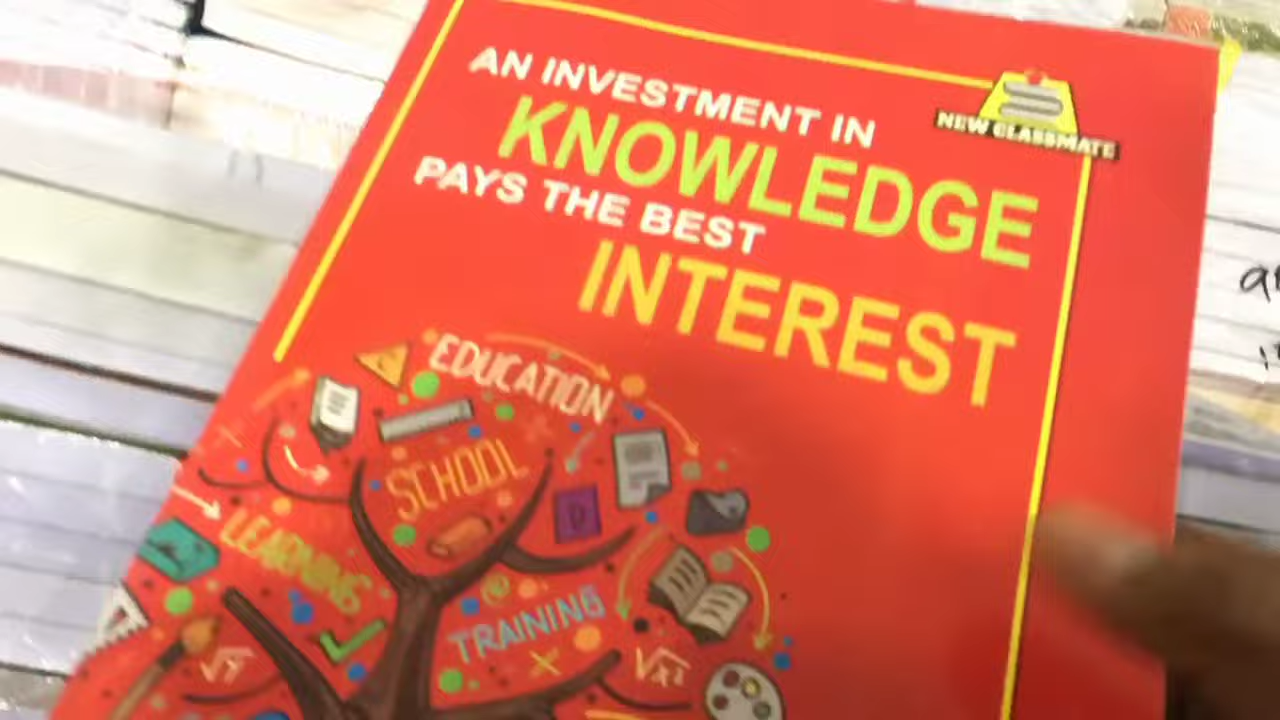 AN INVESTMENT IN
KNOWLEDGE
PAYS THE BEST
INTEREST
NEW CLASSMATE
EDUCATION
SCHOOL
LEARNING
D
TRAINING